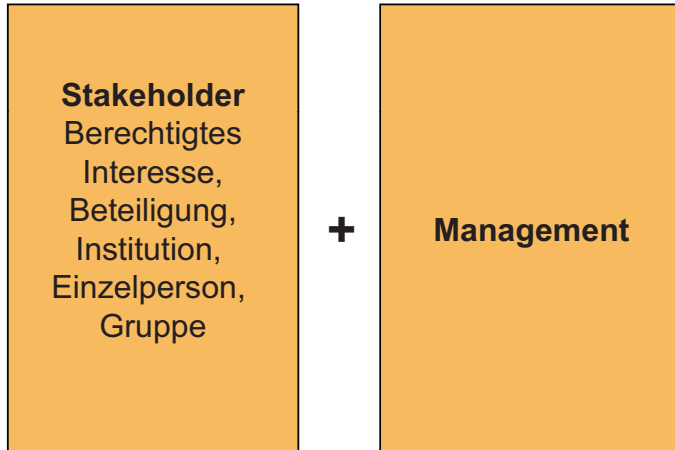 Stakeholder
Berechtigtes
Interesse,
Beteiligung,
Institution,
Einzelperson,
Gruppe
+
Management